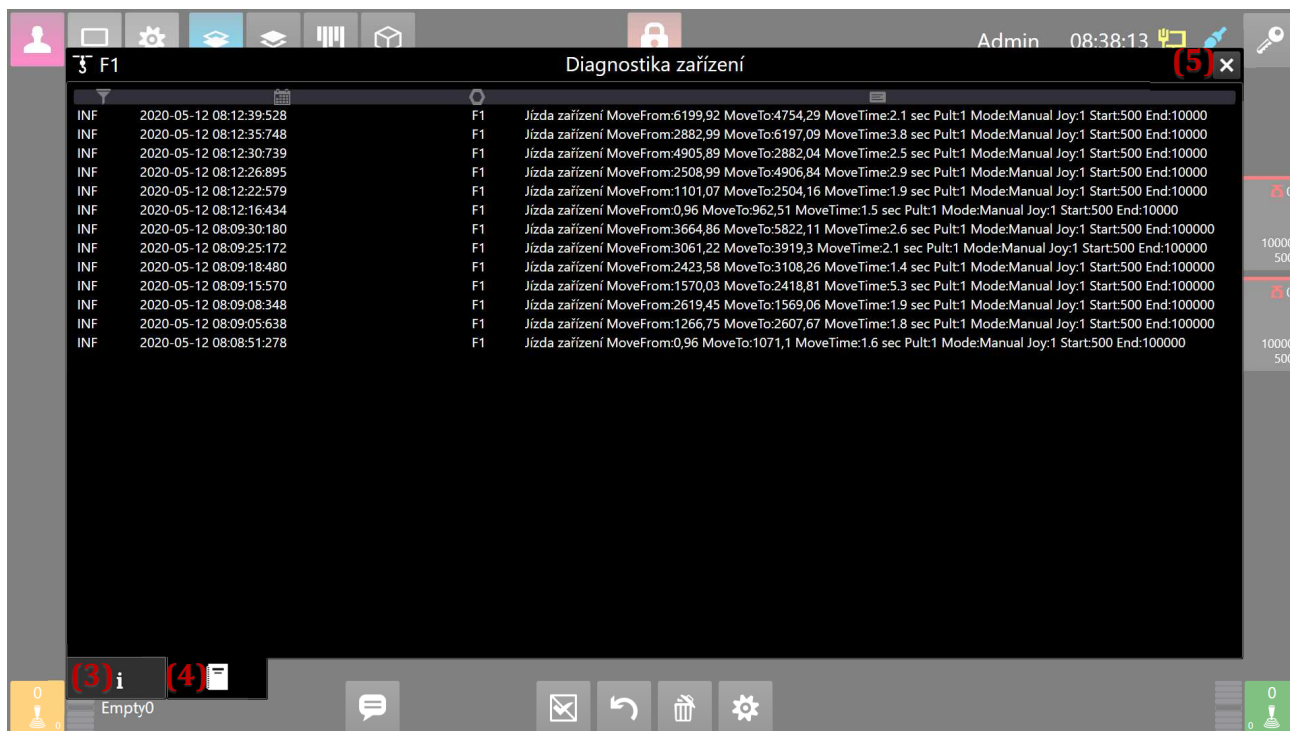 Admin 08:38:13
F1 Diagnostika zařízení (5)
INF 2020-05-12 08:12:39:528 F1 Jízda zařízení MoveFrom:6199,92 MoveTo:4754,29 MoveTime:2.1 sec Pult:1 Mode:Manual Joy:1 Start:500 End:10000
INF 2020-05-12 08:12:35:748 F1 Jízda zařízení MoveFrom:2882,99 MoveTo:6197,09 MoveTime:3.8 sec Pult:1 Mode:Manual Joy:1 Start:500 End:10000
INF 2020-05-12 08:12:30:739 F1 Jízda zařízení MoveFrom:4905,89 MoveTo:2882,04 MoveTime:2.5 sec Pult:1 Mode:Manual Joy:1 Start:500 End:10000
INF 2020-05-12 08:12:26:895 F1 Jízda zařízení MoveFrom:2508,99 MoveTo:4906,84 MoveTime:2.9 sec Pult:1 Mode:Manual Joy:1 Start:500 End:10000
INF 2020-05-12 08:12:22:579 F1 Jízda zařízení MoveFrom:1101,07 MoveTo:2504,16 MoveTime:1.9 sec Pult:1 Mode:Manual Joy:1 Start:500 End:10000
INF 2020-05-12 08:12:16:434 F1 Jízda zařízení MoveFrom:0,96 MoveTo:962,51 MoveTime:1.5 sec Pult:1 Mode:Manual Joy:1 Start:500 End:10000
INF 2020-05-12 08:09:30:180 F1 Jízda zařízení MoveFrom:3664,86 MoveTo:5822,11 MoveTime:2.6 sec Pult:1 Mode:Manual Joy:1 Start:500 End:100000
INF 2020-05-12 08:09:25:172 F1 Jízda zařízení MoveFrom:3061,22 MoveTo:3919,3 MoveTime:2.1 sec Pult:1 Mode:Manual Joy:1 Start:500 End:100000
INF 2020-05-12 08:09:18:480 F1 Jízda zařízení MoveFrom:2423,58 MoveTo:3108,26 MoveTime:1.4 sec Pult:1 Mode:Manual Joy:1 Start:500 End:100000
INF 2020-05-12 08:09:15:570 F1 Jízda zařízení MoveFrom:1570,03 MoveTo:2418,81 MoveTime:5.3 sec Pult:1 Mode:Manual Joy:1 Start:500 End:100000
INF 2020-05-12 08:09:08:348 F1 Jízda zařízení MoveFrom:2619,45 MoveTo:1569,06 MoveTime:1.9 sec Pult:1 Mode:Manual Joy:1 Start:500 End:100000
INF 2020-05-12 08:09:05:638 F1 Jízda zařízení MoveFrom:1266,75 MoveTo:2607,67 MoveTime:1.8 sec Pult:1 Mode:Manual Joy:1 Start:500 End:100000
INF 2020-05-12 08:08:51:278 F1 Jízda zařízení MoveFrom:0,96 MoveTo:1071,1 MoveTime:1.6 sec Pult:1 Mode:Manual Joy:1 Start:500 End:100000
(3) i (4)
0 Empty0 0
0 0